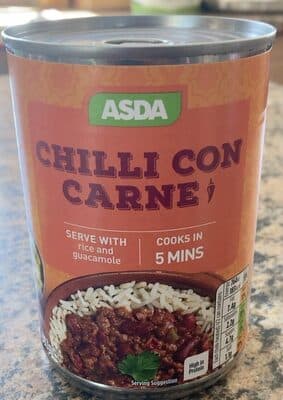 ASDA
CHILLI CON
CARNE
SERVE WITH
rice and
guacamole
COOKS IN
5 MINS
High in
Protein
Serving Suggestion